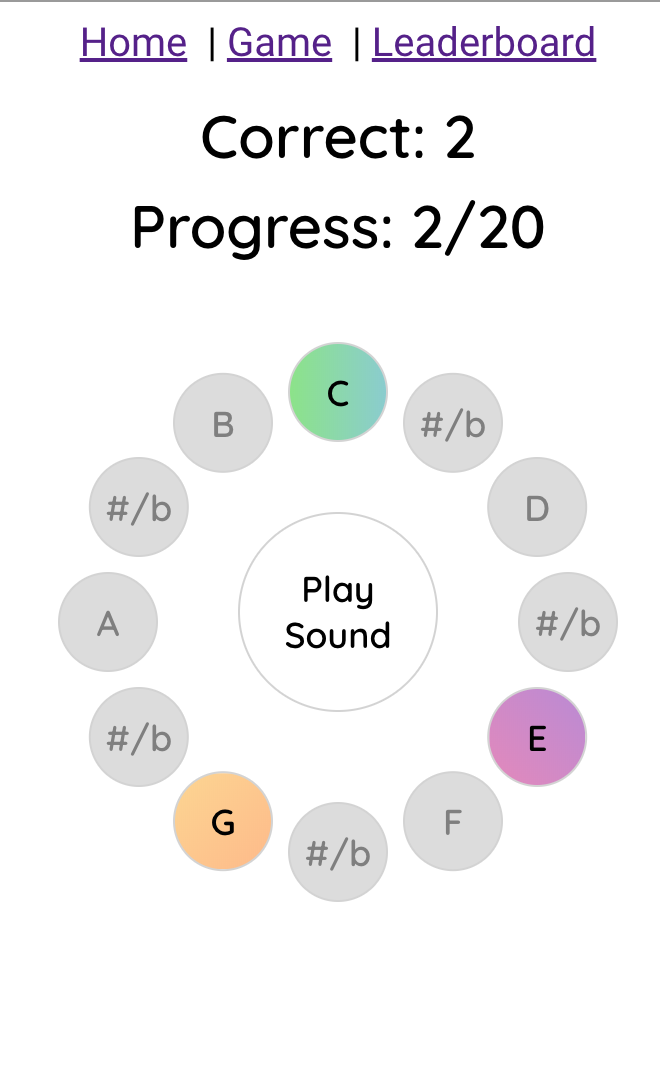 Home | Game | Leaderboard
Correct: 2
Progress: 2/20
C
B
#/b
#/b
D
Play
Sound
A
#/b
#/b
E
G
F
#/b